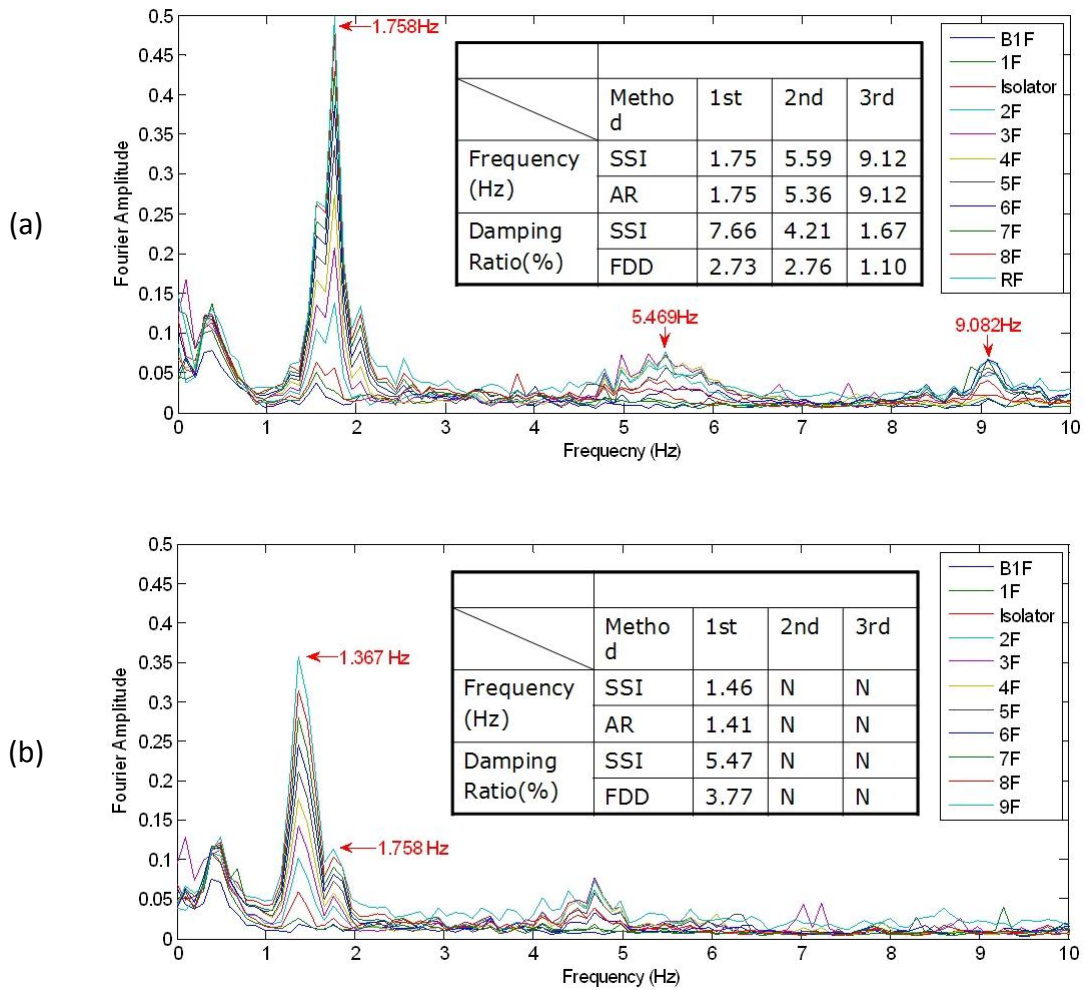 (a)
Fourier Amplitude
0.5
0.45
0.4
0.35
0.3
0.25
0.2
0.15
0.1
0.05
0
1.758Hz
5.469Hz
9.082Hz
Metho
d
1st
2nd
3rd
Frequency
(Hz)
SSI
1.75
5.59
9.12
AR
1.75
5.36
9.12
Damping
Ratio(%)
SSI
7.66
4.21
1.67
FDD
2.73
2.76
1.10
B1F
1F
Isolator
2F
3F
4F
5F
6F
7F
8F
RF
0 1 2 3 4 5 6 7 8 9 10
Frequecny (Hz)
(b)
Fourier Amplitude
0.5
0.45
0.4
0.35
0.3
0.25
0.2
0.15
0.1
0.05
0
1.367 Hz
1.758 Hz
Metho
d
1st
2nd
3rd
Frequency
(Hz)
SSI
1.46
N
N
AR
1.41
N
N
Damping
Ratio(%)
SSI
5.47
N
N
FDD
3.77
N
N
B1F
1F
Isolator
2F
3F
4F
5F
6F
7F
8F
9F
0 1 2 3 4 5 6 7 8 9 10
Frequency (Hz)